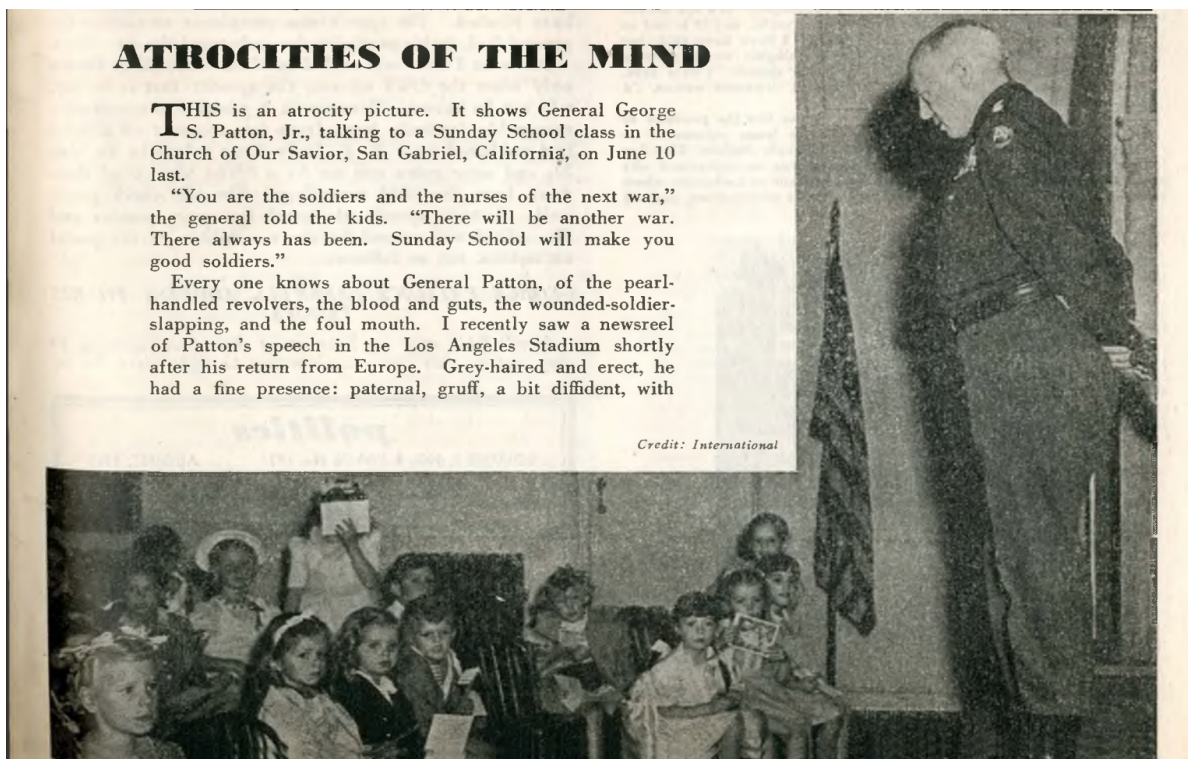 ATROCITIES OF THE MIND
THIS is an atrocity picture. It shows General George
S. Patton, Jr., talking to a Sunday School class in the
Church of Our Savior, San Gabriel, California, on June 10
last.
"You are the soldiers and the nurses of the next war,"
the general told the kids. "There will be another war.
There always has been. Sunday School will make you
good soldiers."
Every one knows about General Patton, of the pearl-
handled revolvers, the blood and guts, the wounded-soldier-
slapping, and the foul mouth. I recently saw a newsreel
of Patton's speech in the Los Angeles Stadium shortly
after his return from Europe. Grey-haired and erect, he
had a fine presence: paternal, gruff, a bit diffident, with
Credit: International
politics